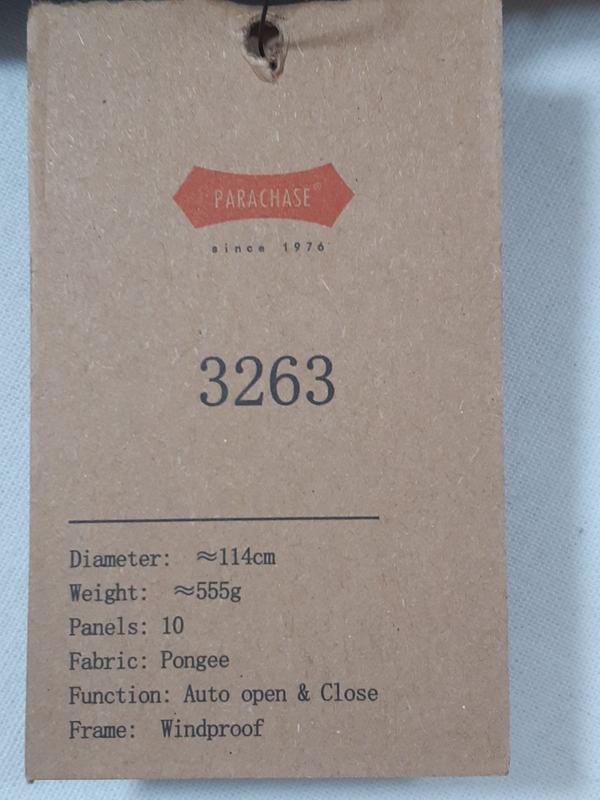 PARACHASE®
since 1976
3263
Diameter: ≈114cm
Weight: ≈555g
Panels: 10
Fabric: Pongee
Function: Auto open & Close
Frame: Windproof